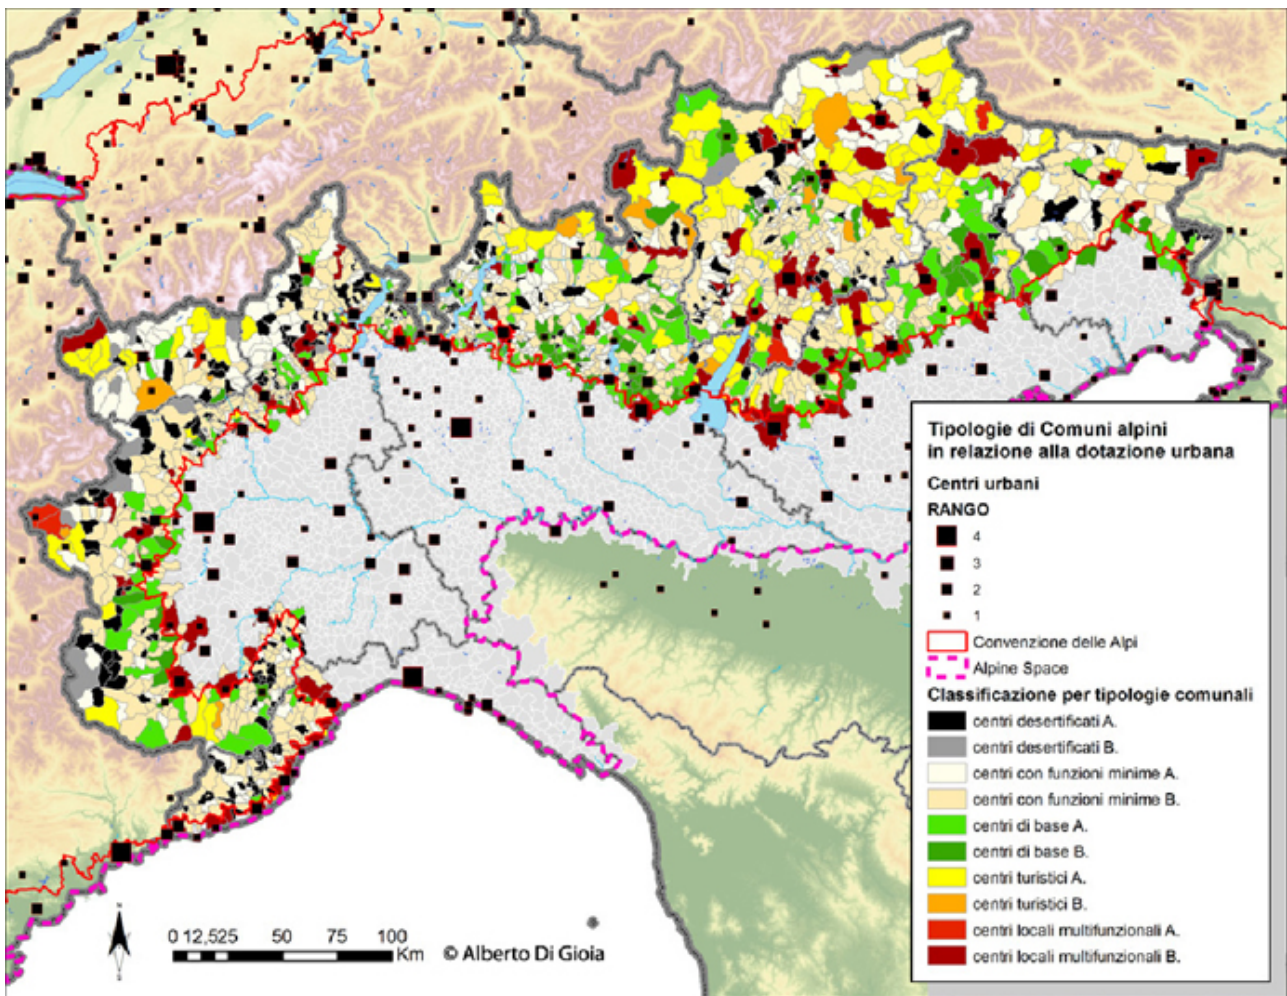 Tipologie di Comuni alpini
in relazione alla dotazione urbana
Centri urbani
RANGO
4
3
2
1
Convenzione delle Alpi
Alpine Space
Classificazione per tipologie comunali
centri desertificati A.
centri desertificati B.
centri con funzioni minime A.
centri con funzioni minime B.
centri di base A.
centri di base B.
centri turistici A.
centri turistici B.
centri locali multifunzionali A.
centri locali multifunzionali B.
N
S
0 12,525 50 75 100
Km
© Alberto Di Gioia